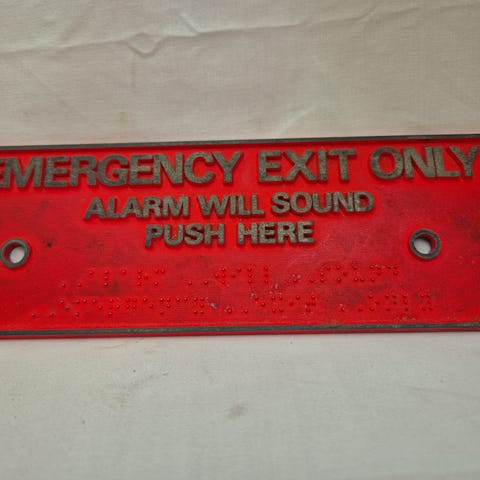 EMERGENCY EXIT ONLY
ALARM WILL SOUND
PUSH HERE